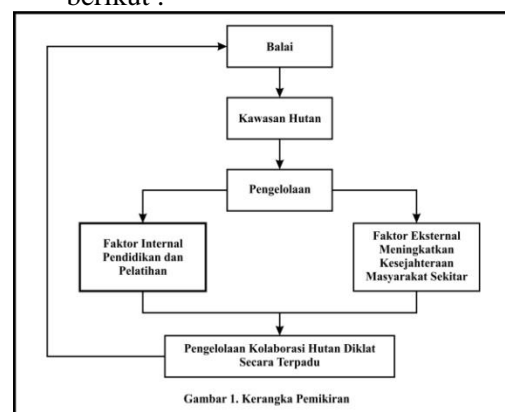 berikut :
Balai
Kawasan Hutan
Pengelolaan
Faktor Internal
Pendidikan dan
Pelatihan
Faktor Eksternal
Meningkatkan
Kesejahteraan
Masyarakat Sekitar
Pengelolaan Kolaborasi Hutan Diklat
Secara Terpadu
Gambar 1. Kerangka Pemikiran